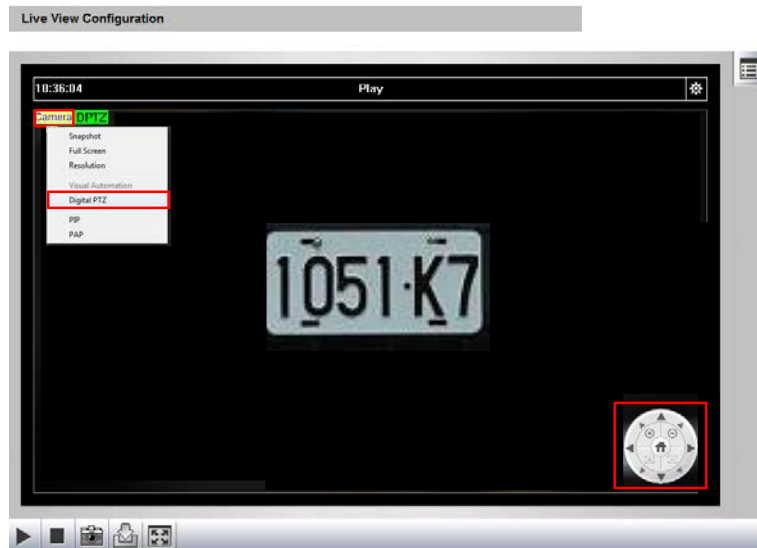 Live View Configuration
10:36:04 Play
Camera DPTZ
Snapshot
Full Screen
Resolution
Visual Automation
Digital PTZ
PIP
PAP
1051·K7